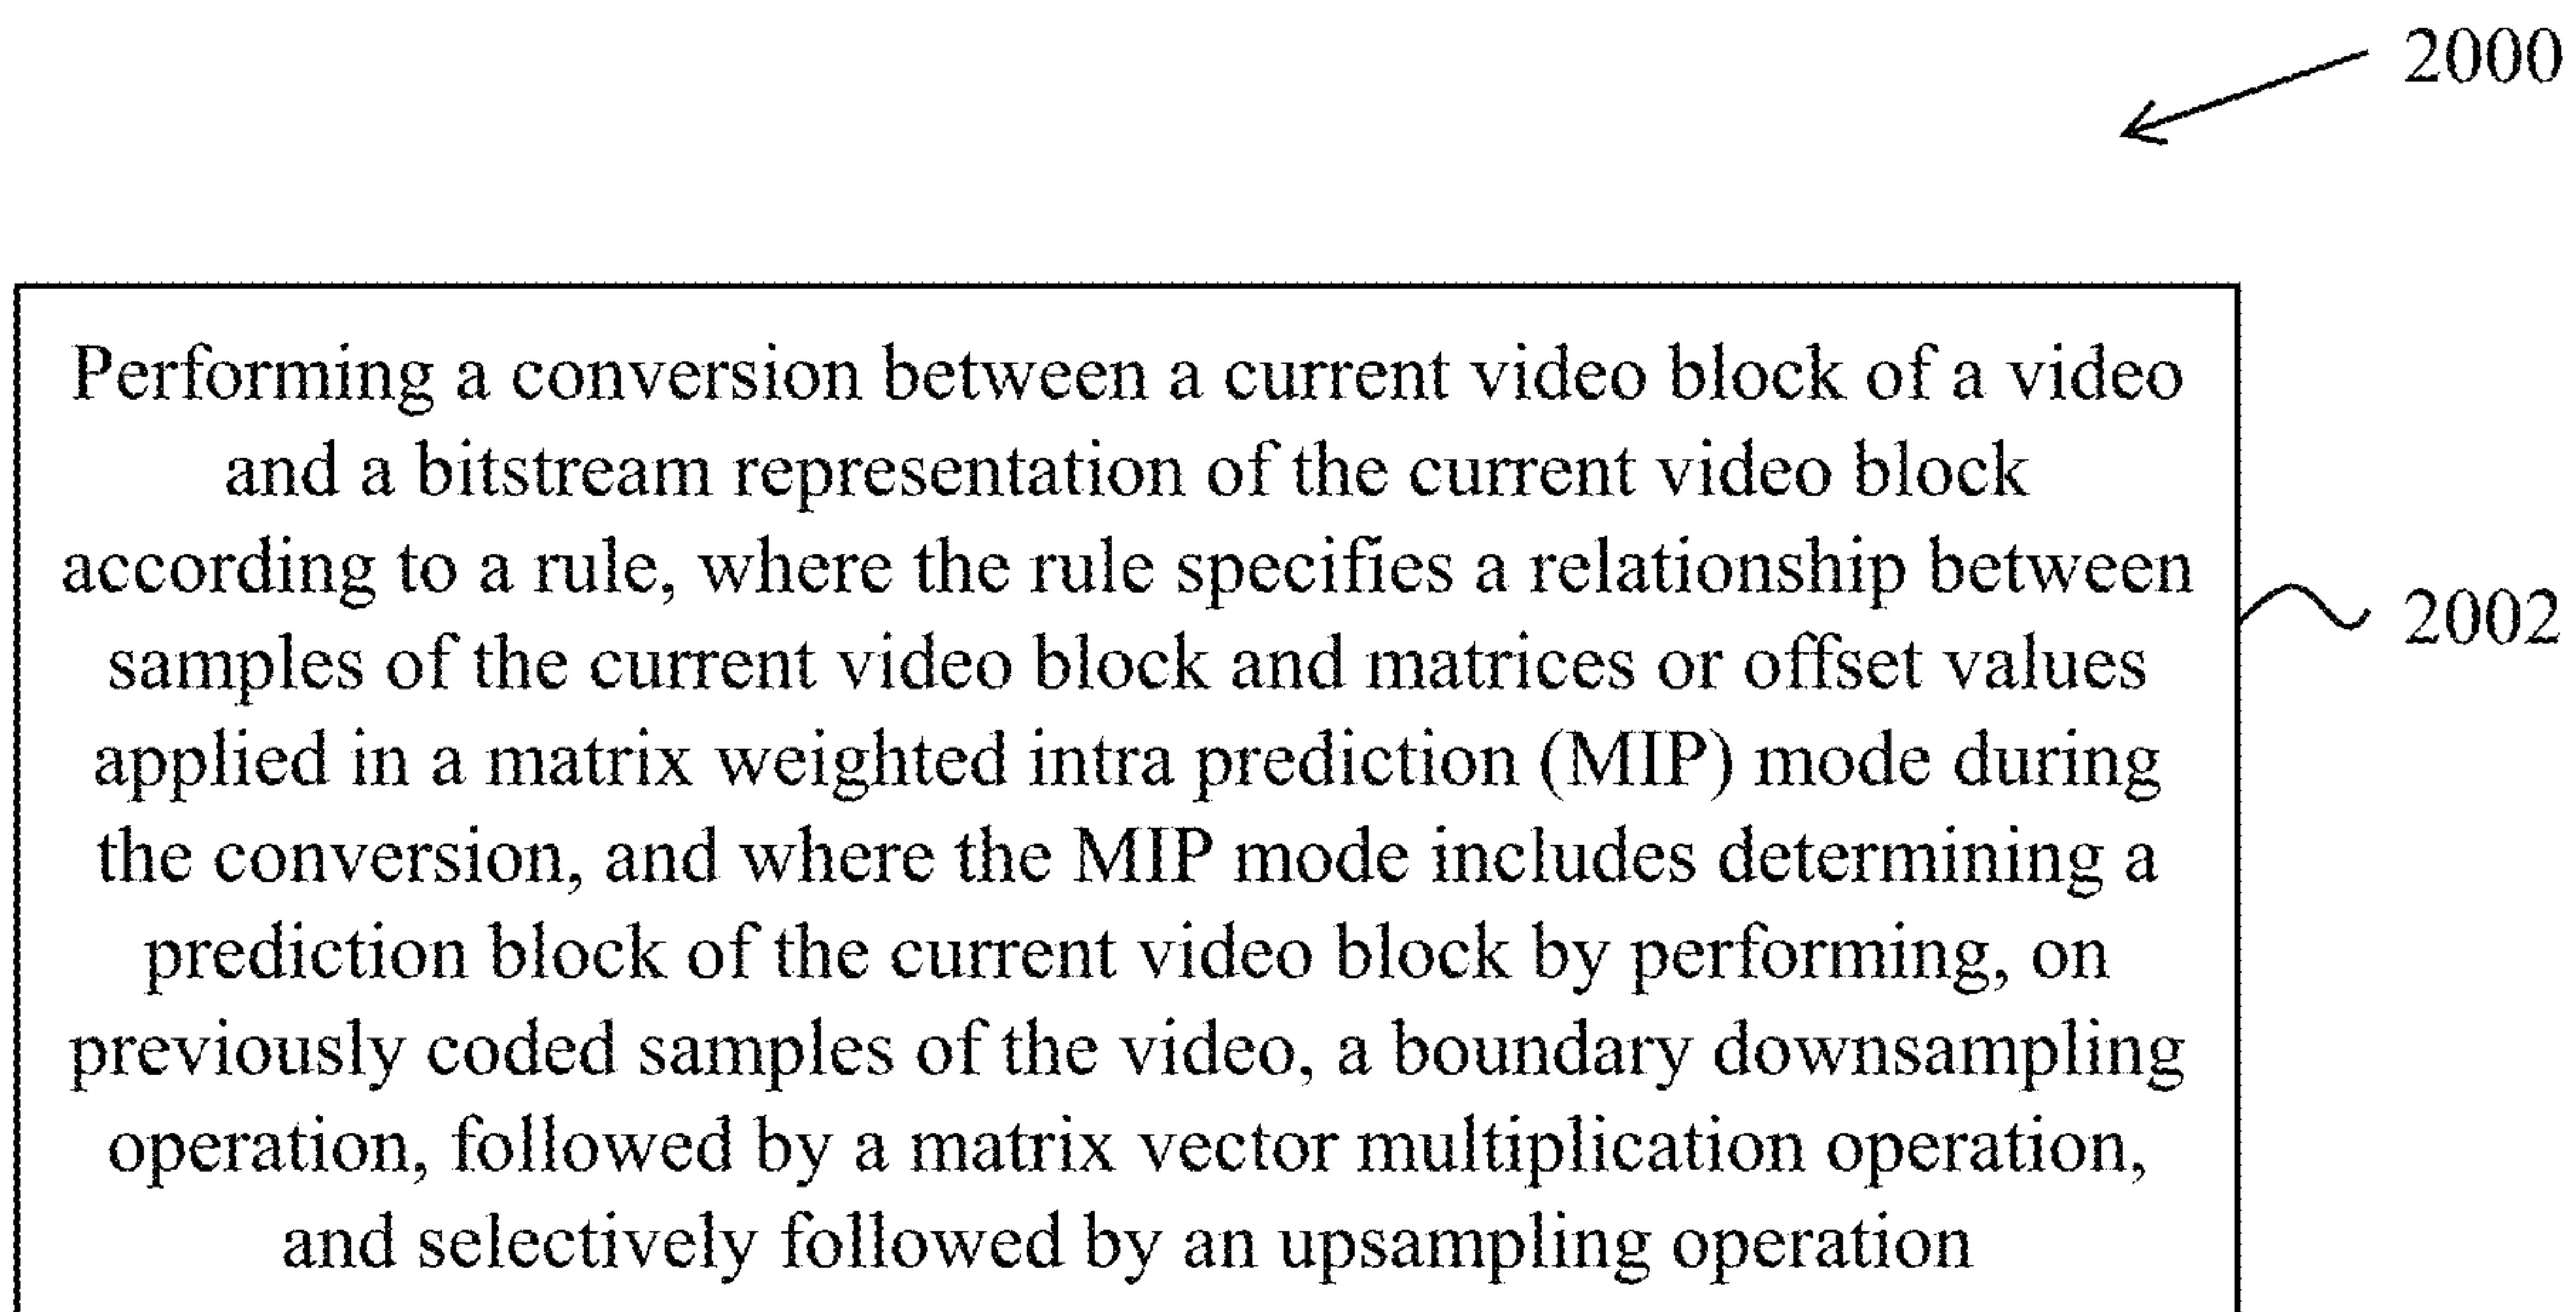 2000
Performing a conversion between a current video block of a video
and a bitstream representation of the current video block
according to a rule, where the rule specifies a relationship between
samples of the current video block and matrices or offset values
applied in a matrix weighted intra prediction (MIP) mode during
the conversion, and where the MIP mode includes determining a
prediction block of the current video block by performing, on
previously coded samples of the video, a boundary downsampling
operation, followed by a matrix vector multiplication operation,
and selectively followed by an upsampling operation
2002